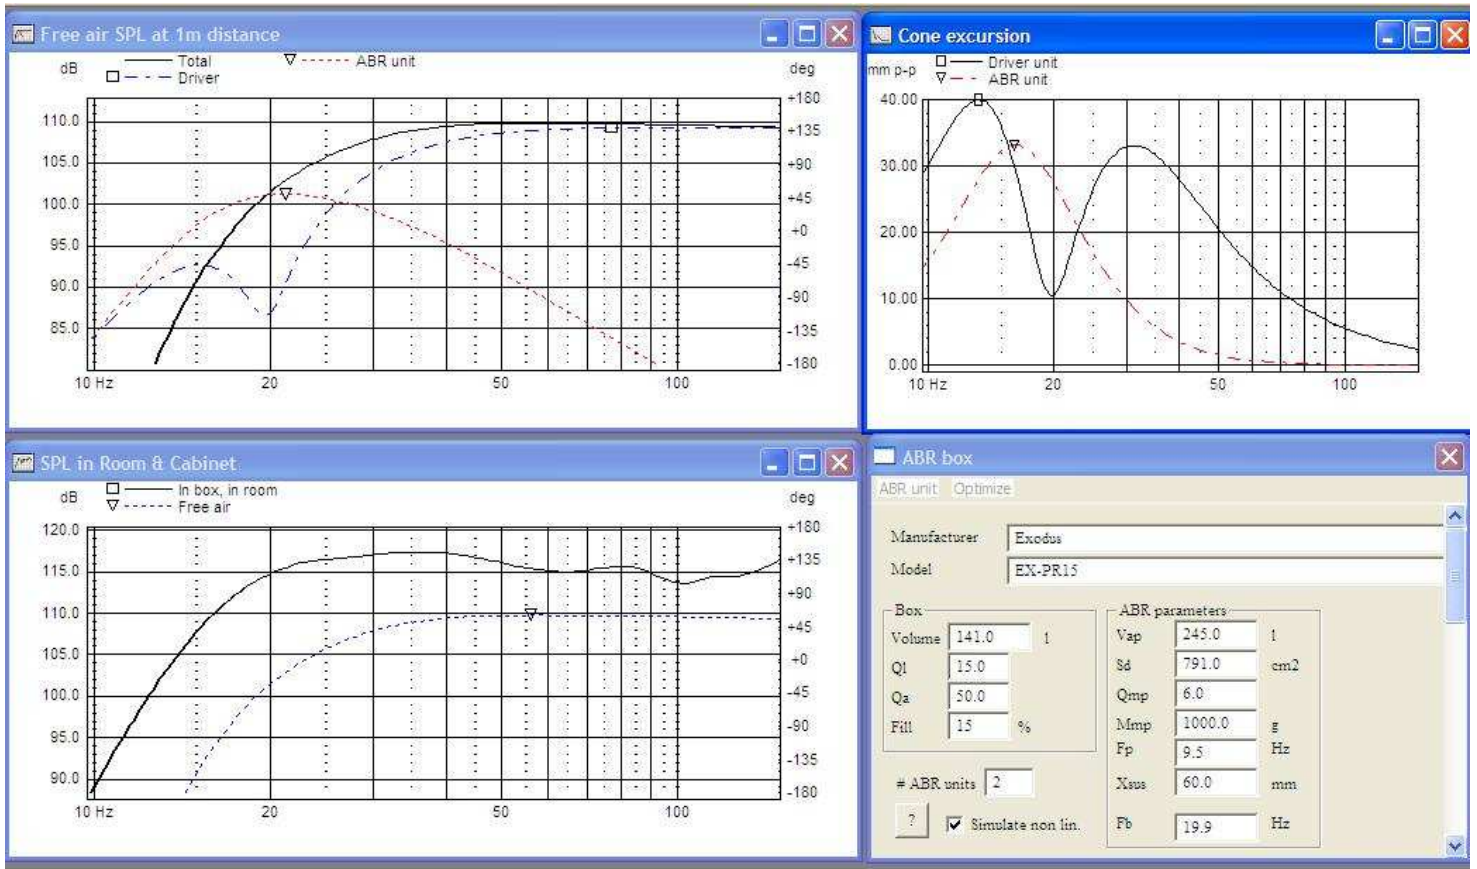 Free air SPL at 1m distance
dB
Total
ABR unit
Driver
deg
110.0
105.0
100.0
95.0
90.0
85.0
+180
+135
+90
+45
+0
-45
-90
-135
-180
10 Hz 20 50 100
Cone excursion
mm p-p
Driver unit
ABR unit
40.00
30.00
20.00
10.00
0.00
10 Hz 20 50 100
SPL in Room & Cabinet
dB
In box, in room
Free air
deg
120.0
115.0
110.0
105.0
100.0
95.0
90.0
+180
+135
+90
+45
+0
-45
-90
-135
-180
10 Hz 20 50 100
ABR box
ABR unit Optimize
Manufacturer Exodus
Model EX-PR15
Box
Volume 141.0 l
Ql 15.0
Qa 50.0
Fill 15 %
# ABR units 2
? Simulate non lin.
ABR parameters
Vap 245.0 l
Sd 791.0 cm2
Qmp 6.0
Mmp 1000.0 g
Fp 9.5 Hz
Xsus 60.0 mm
Fb 19.9 Hz